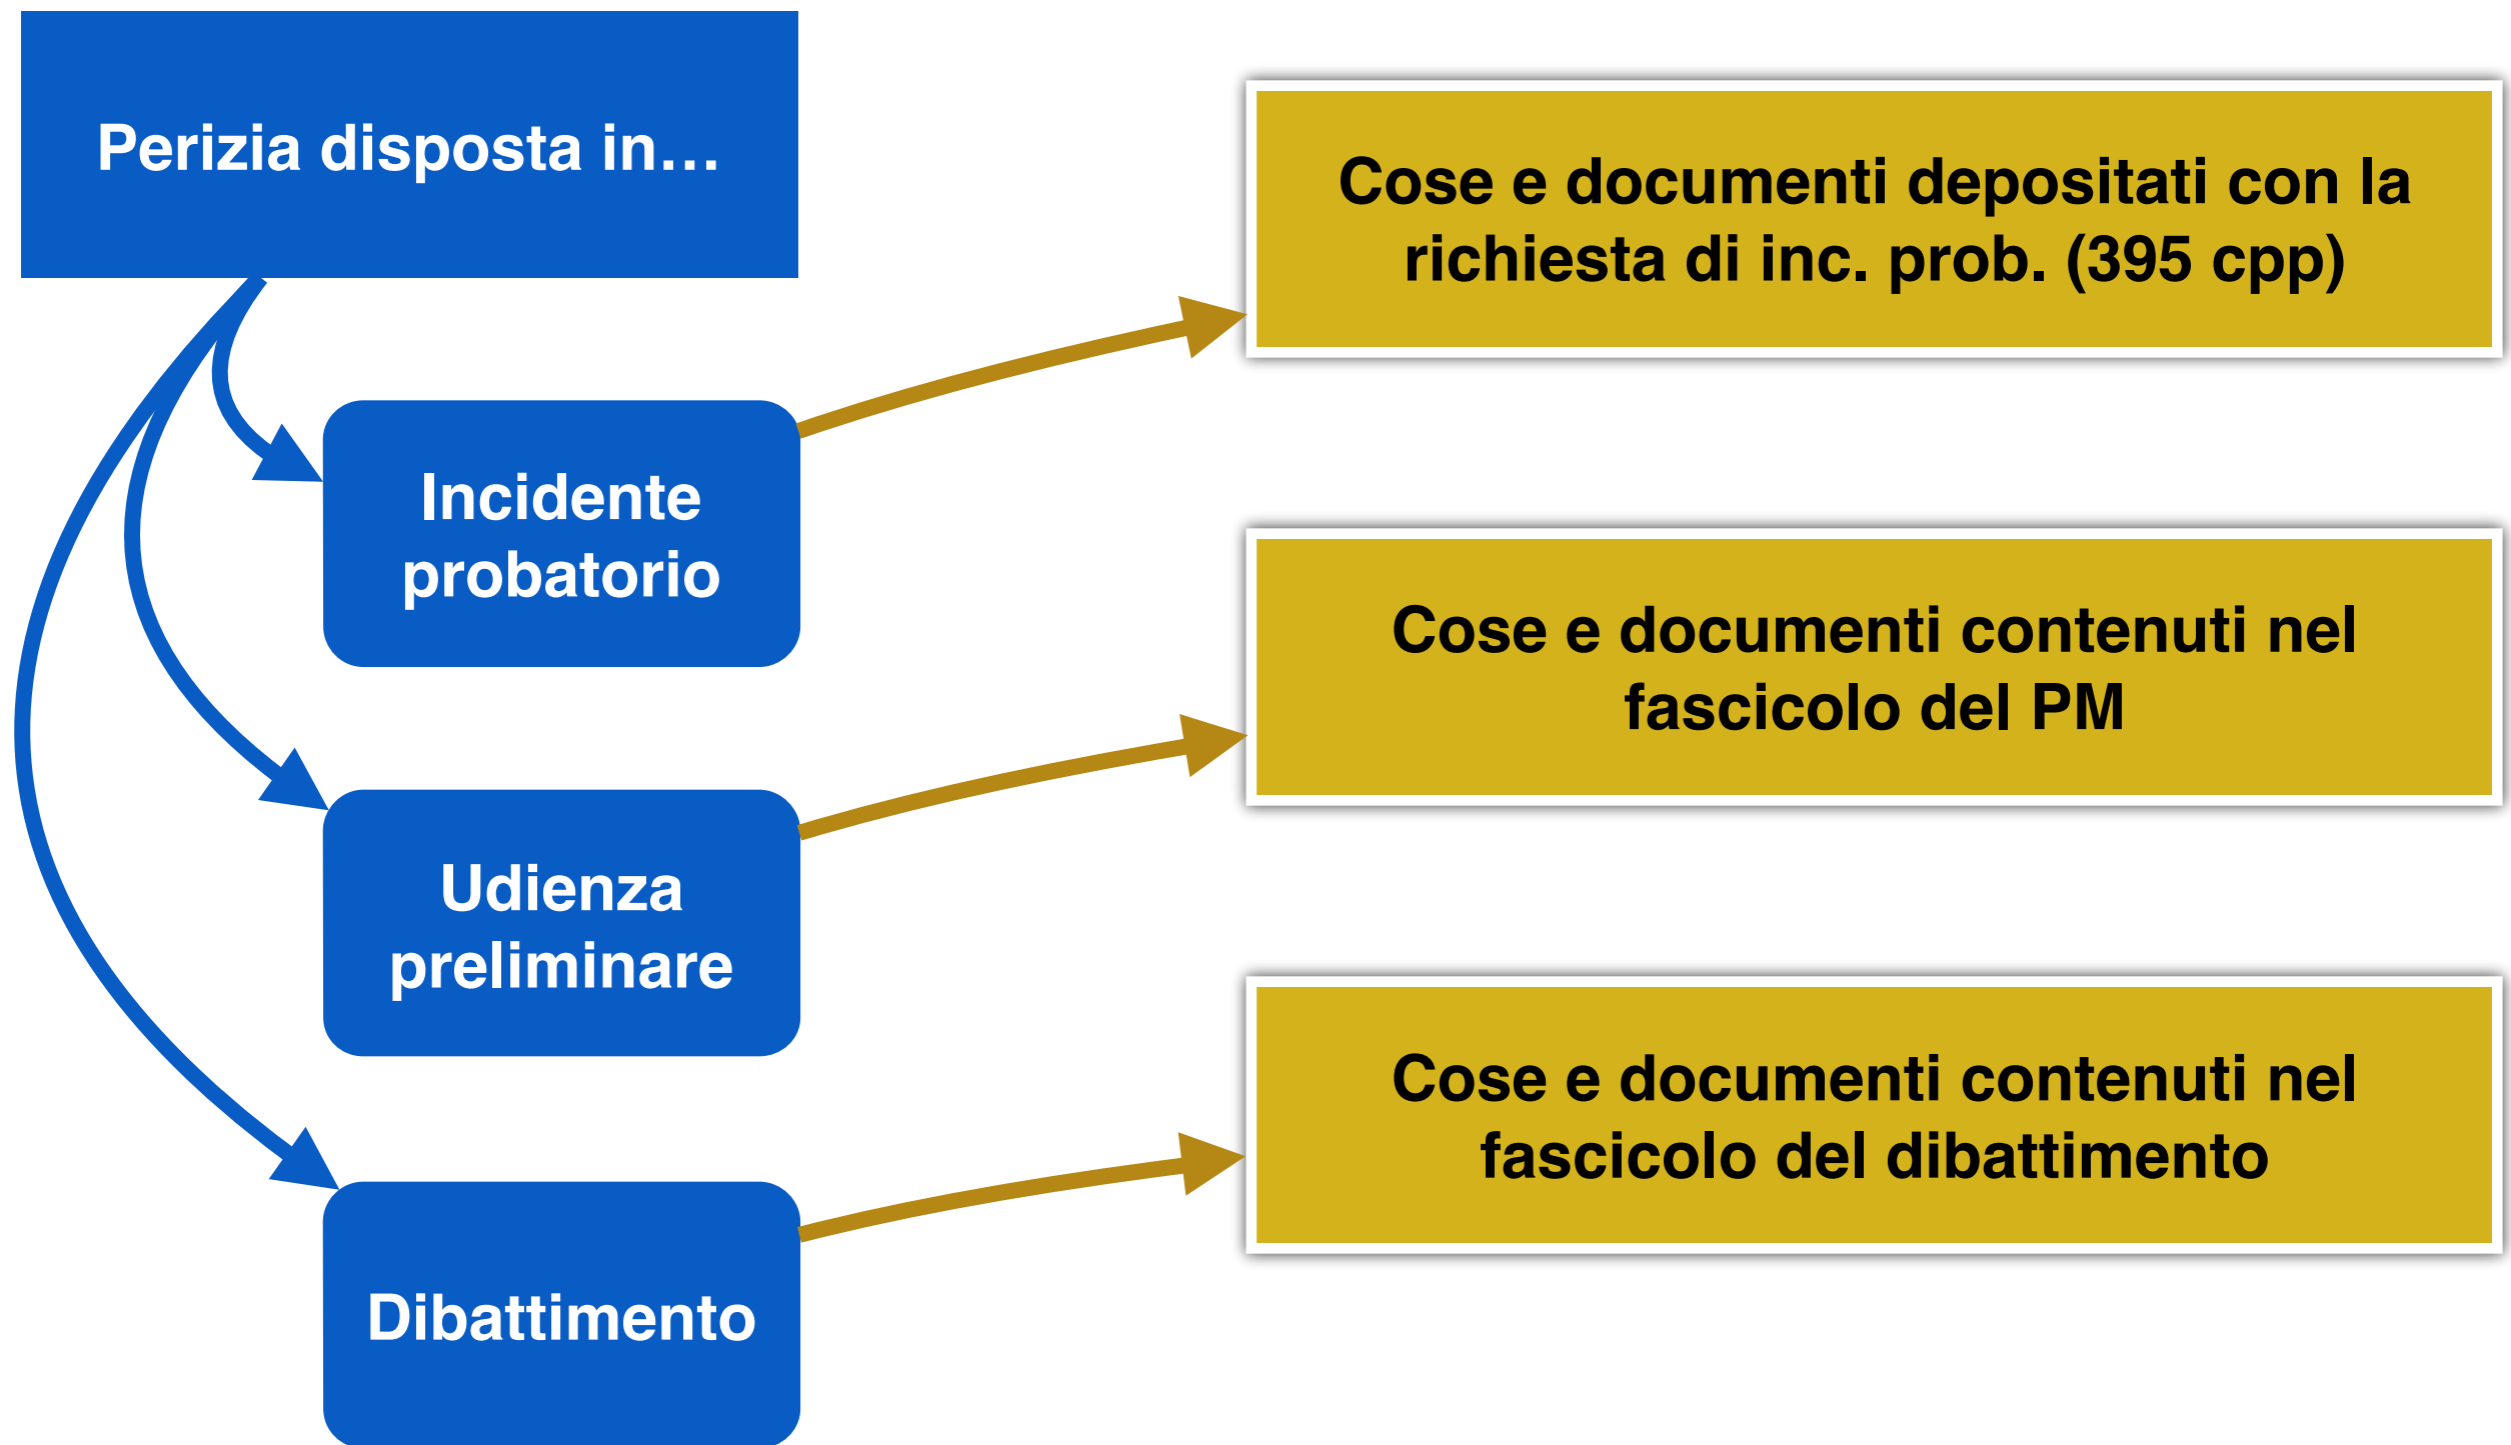 Perizia disposta in…
Cose e documenti depositati con la
richiesta di inc. prob. (395 cpp)
Incidente
probatorio
Cose e documenti contenuti nel
fascicolo del PM
Udienza
preliminare
Cose e documenti contenuti nel
fascicolo del dibattimento
Dibattimento